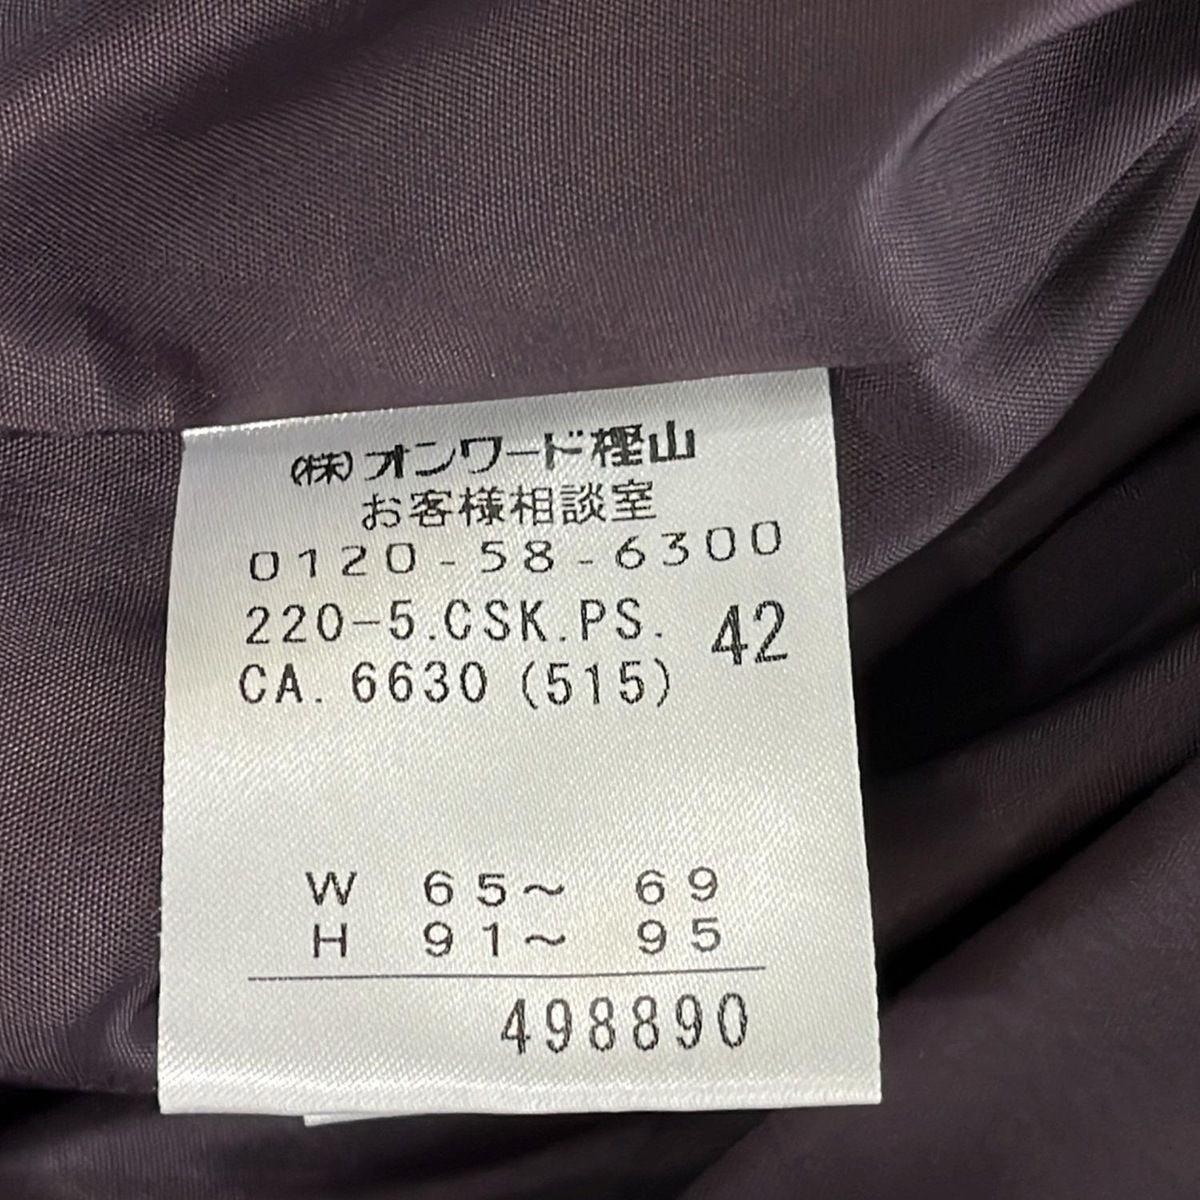 (株)オンワード樫山
お客様相談室
0120-58-6300
220-5.CSK.PS. 42
CA. 6630 (515)
W 65～ 69
H 91～ 95
498890